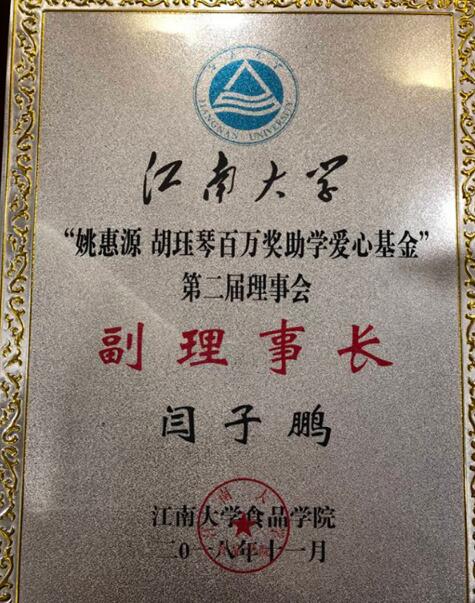 JIANGNAN UNIVERSITY
江南大学
“姚惠源 胡珏琴百万奖助学爱心基金”
第二届理事会
副理事长
闫子鹏
江南大学食品学院
二〇一八年十一月